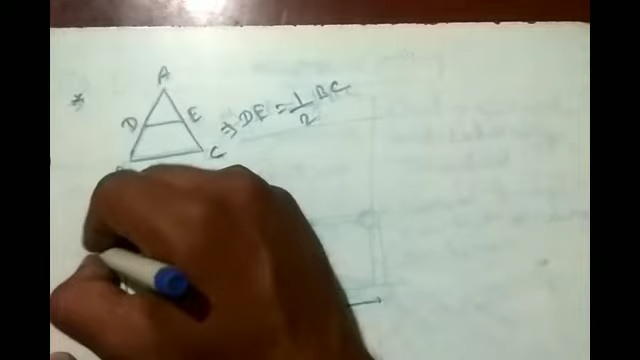 *
A
D E ⇒ DE = 1/2 BC
C